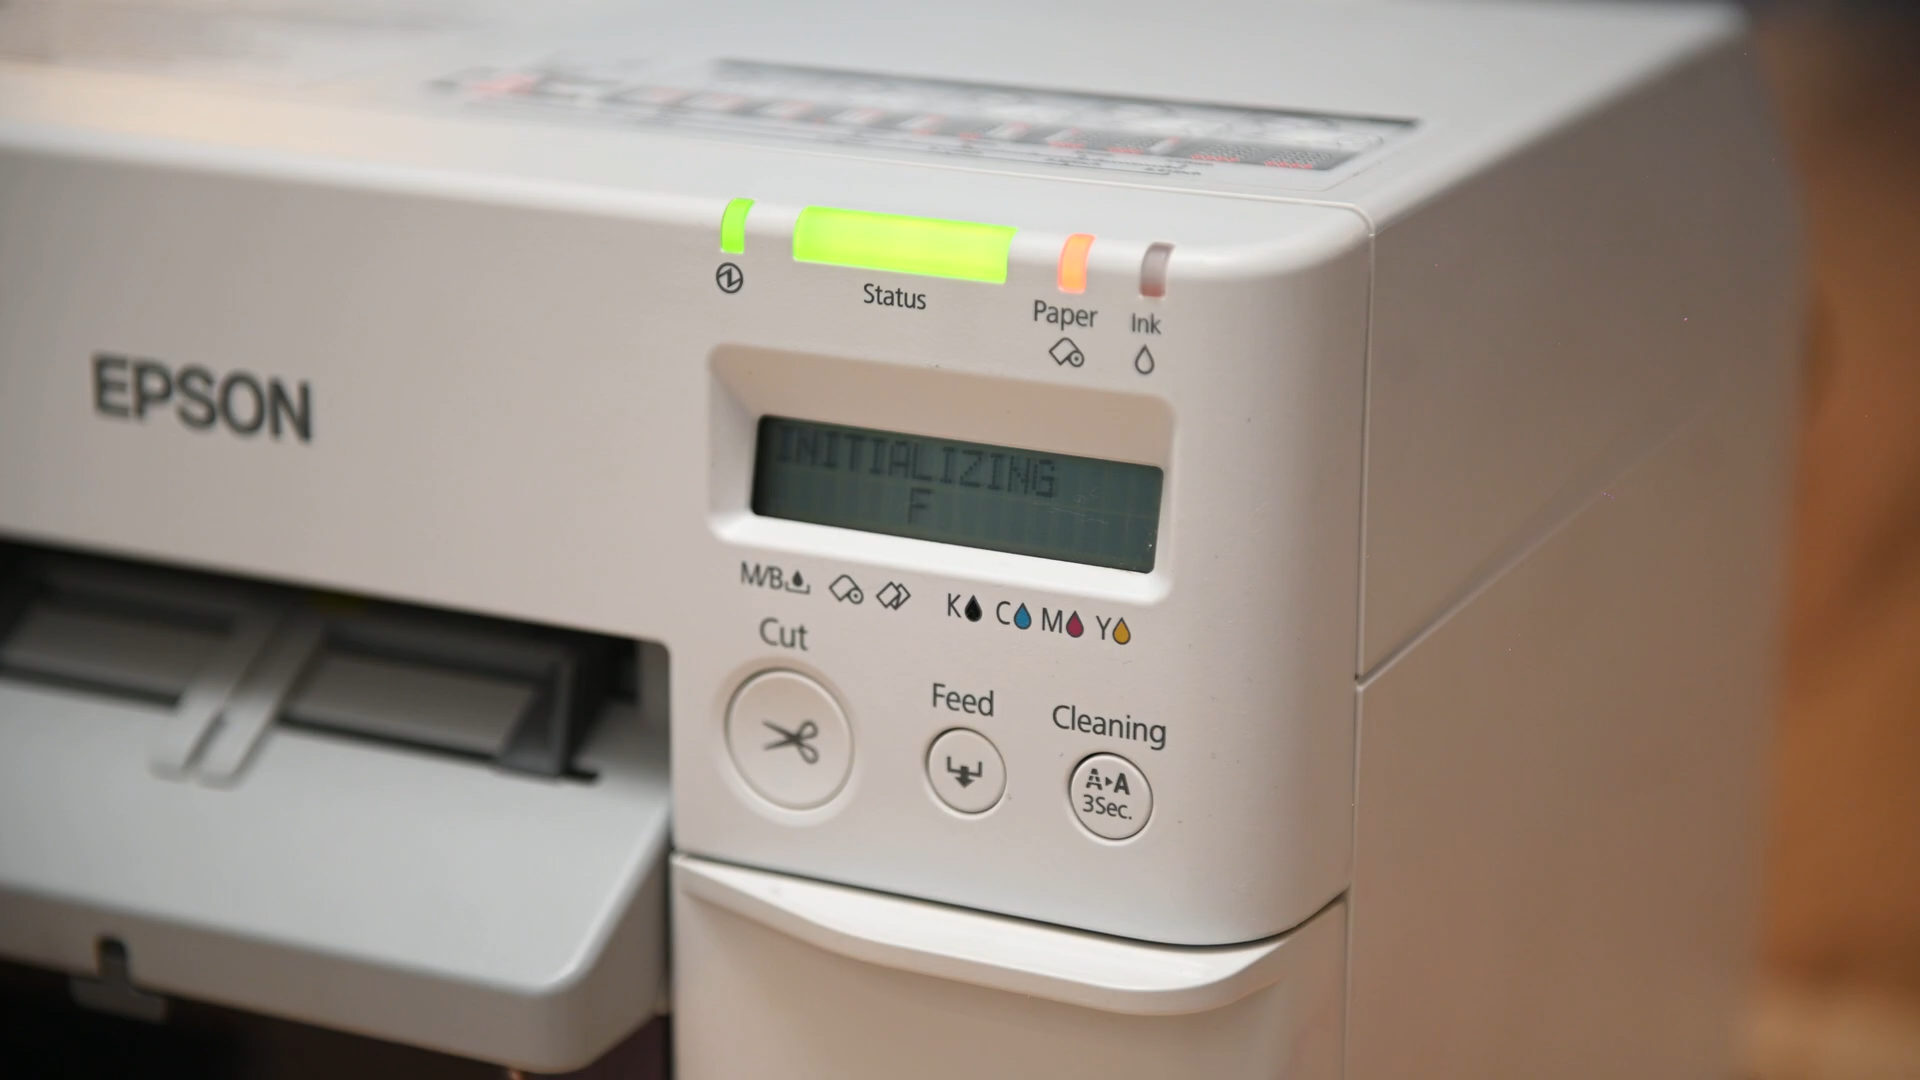 Status
Paper
Ink
EPSON
INITIALIZING
F
M/B
K C M Y
Cut
Feed
Cleaning
A▸A
3Sec.